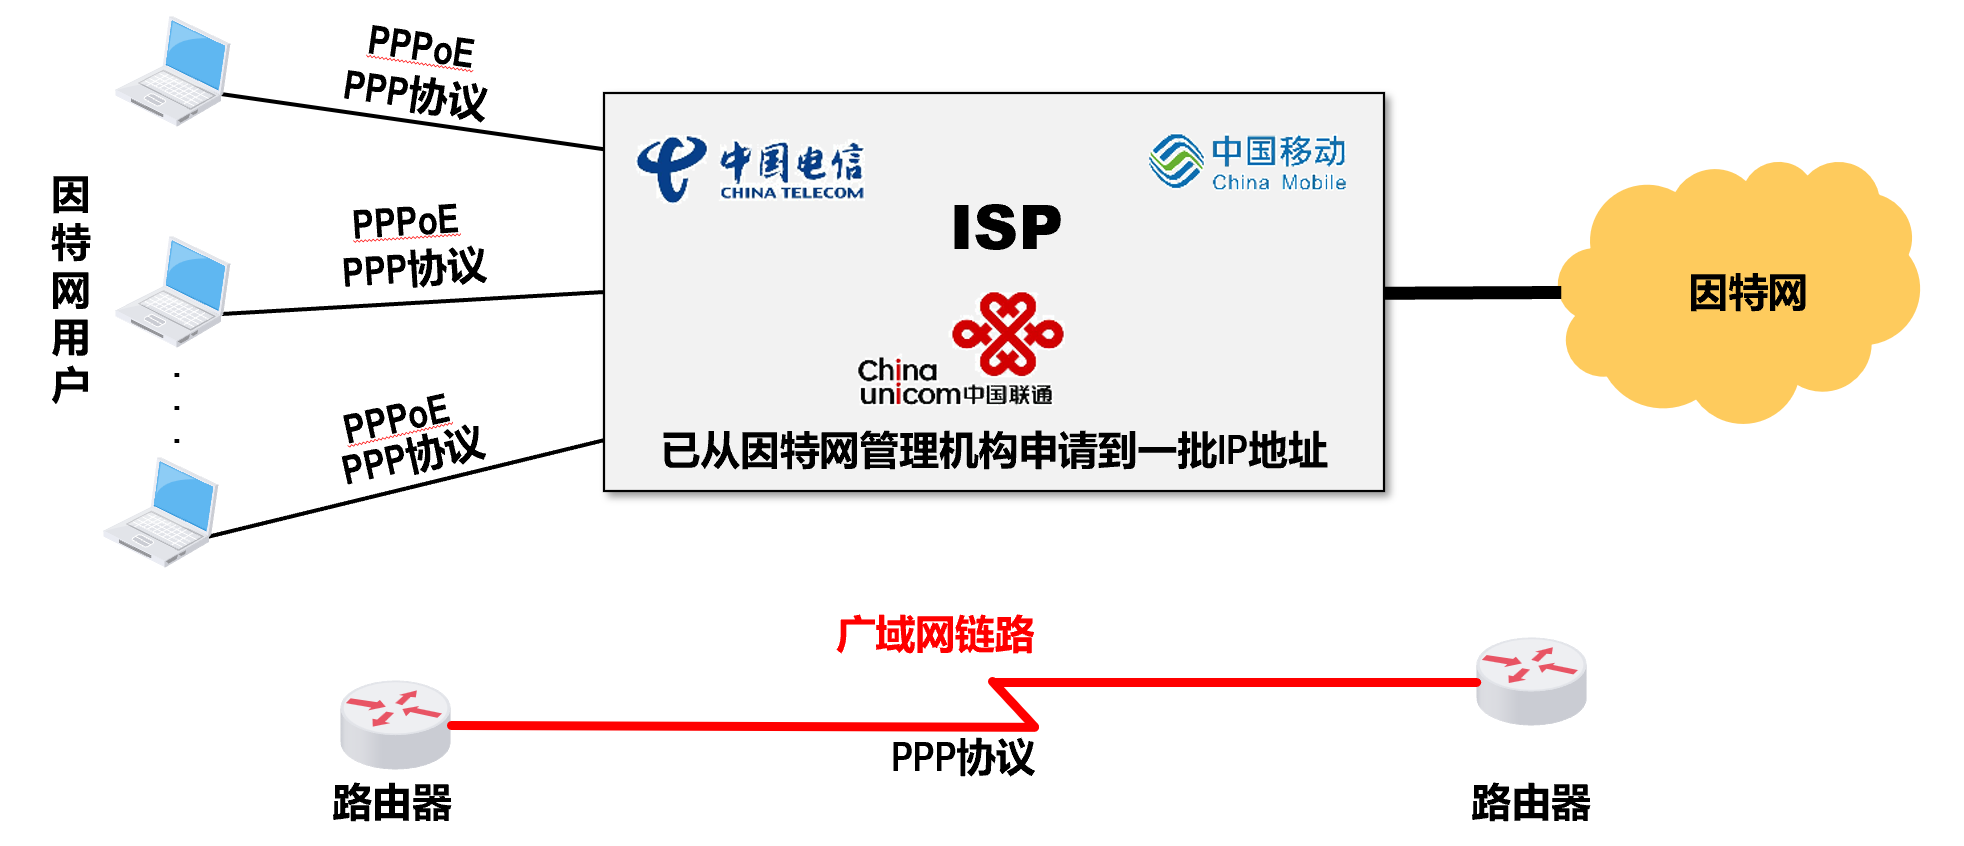 因特网用户
PPPoE
PPP协议
PPPoE
PPP协议
PPPoE
PPP协议
中国电信
CHINA TELECOM
中国移动
China Mobile
ISP
China
unicom中国联通
已从因特网管理机构申请到一批IP地址
因特网
广域网链路
PPP协议
路由器
路由器